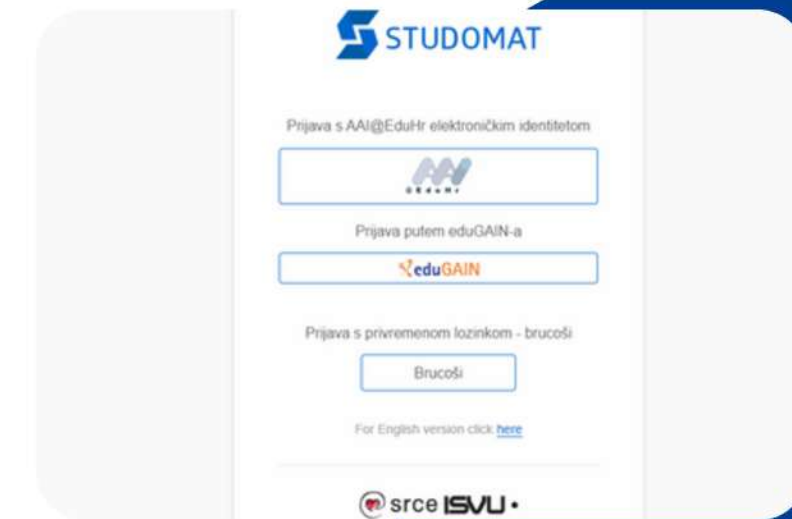 STUDOMAT
Prijava s AAI@EduHr elektroničkim identitetom
@EduHr
Prijava putem eduGAIN-a
eduGAIN
Prijava s privremenom lozinkom - brucoši
Brucoši
For English version click here
srce ISVU